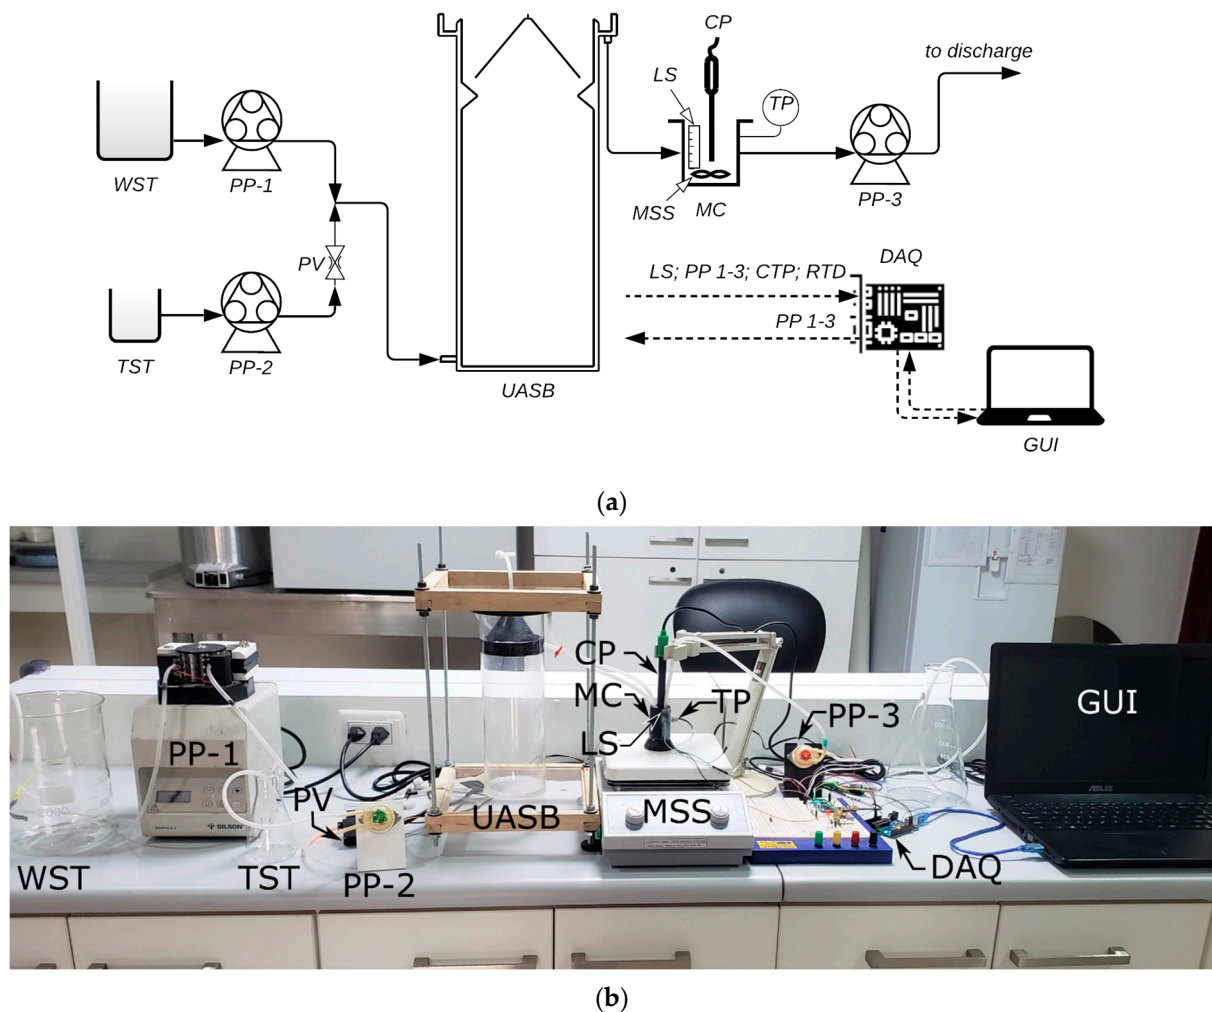 CP
to discharge
LS
TP
WST
PP-1
MSS
MC
PP-3
PV
DAQ
LS; PP 1-3; CTP; RTD
PP 1-3
TST
PP-2
UASB
GUI
(a)
CP
MC
TP
GUI
PP-3
LS
PP-1
PV
2000
GILSON
UASB
MSS
ASUS
WST
TST
PP-2
DAQ
(b)